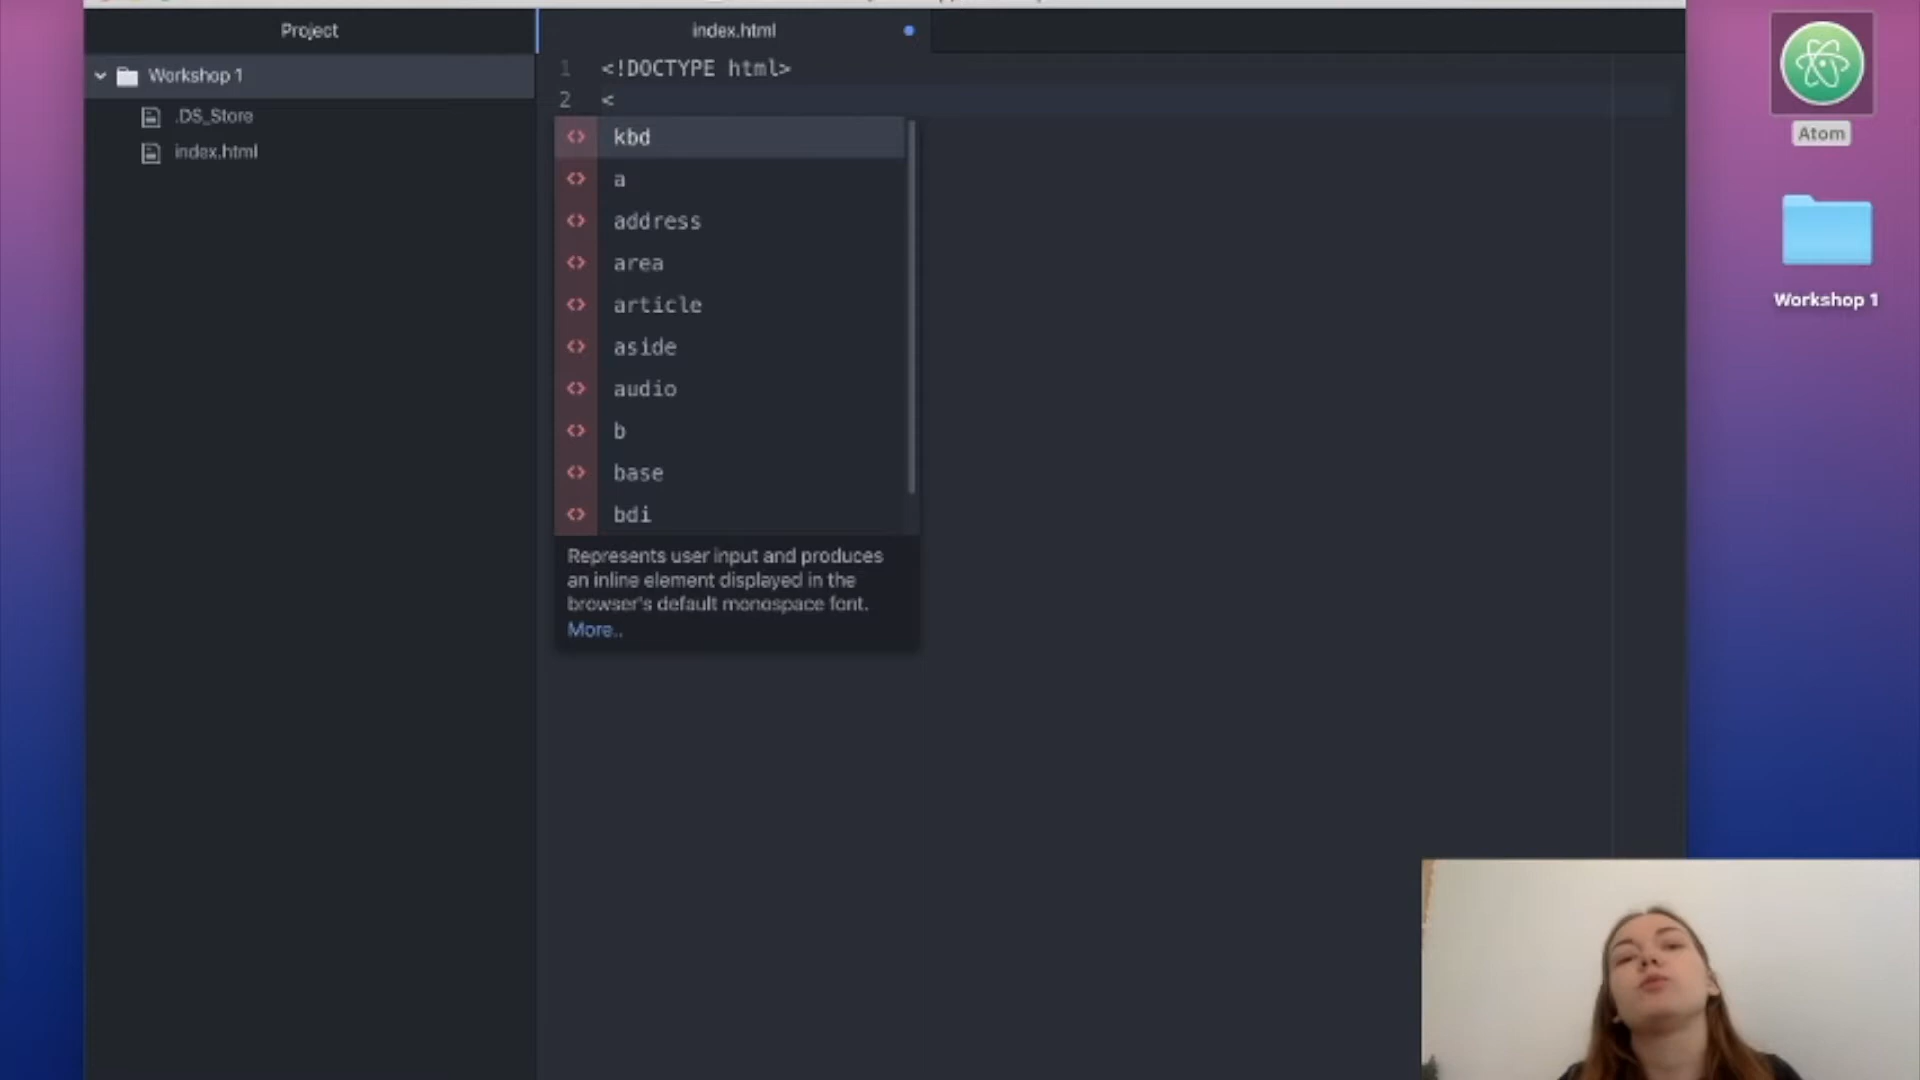 Project
index.html
Workshop 1
.DS_Store
index.html
1 <!DOCTYPE html>
2 <
<> kbd
<> a
<> address
<> area
<> article
<> aside
<> audio
<> b
<> base
<> bdi
Represents user input and produces
an inline element displayed in the
browser's default monospace font.
More..
Atom
Workshop 1